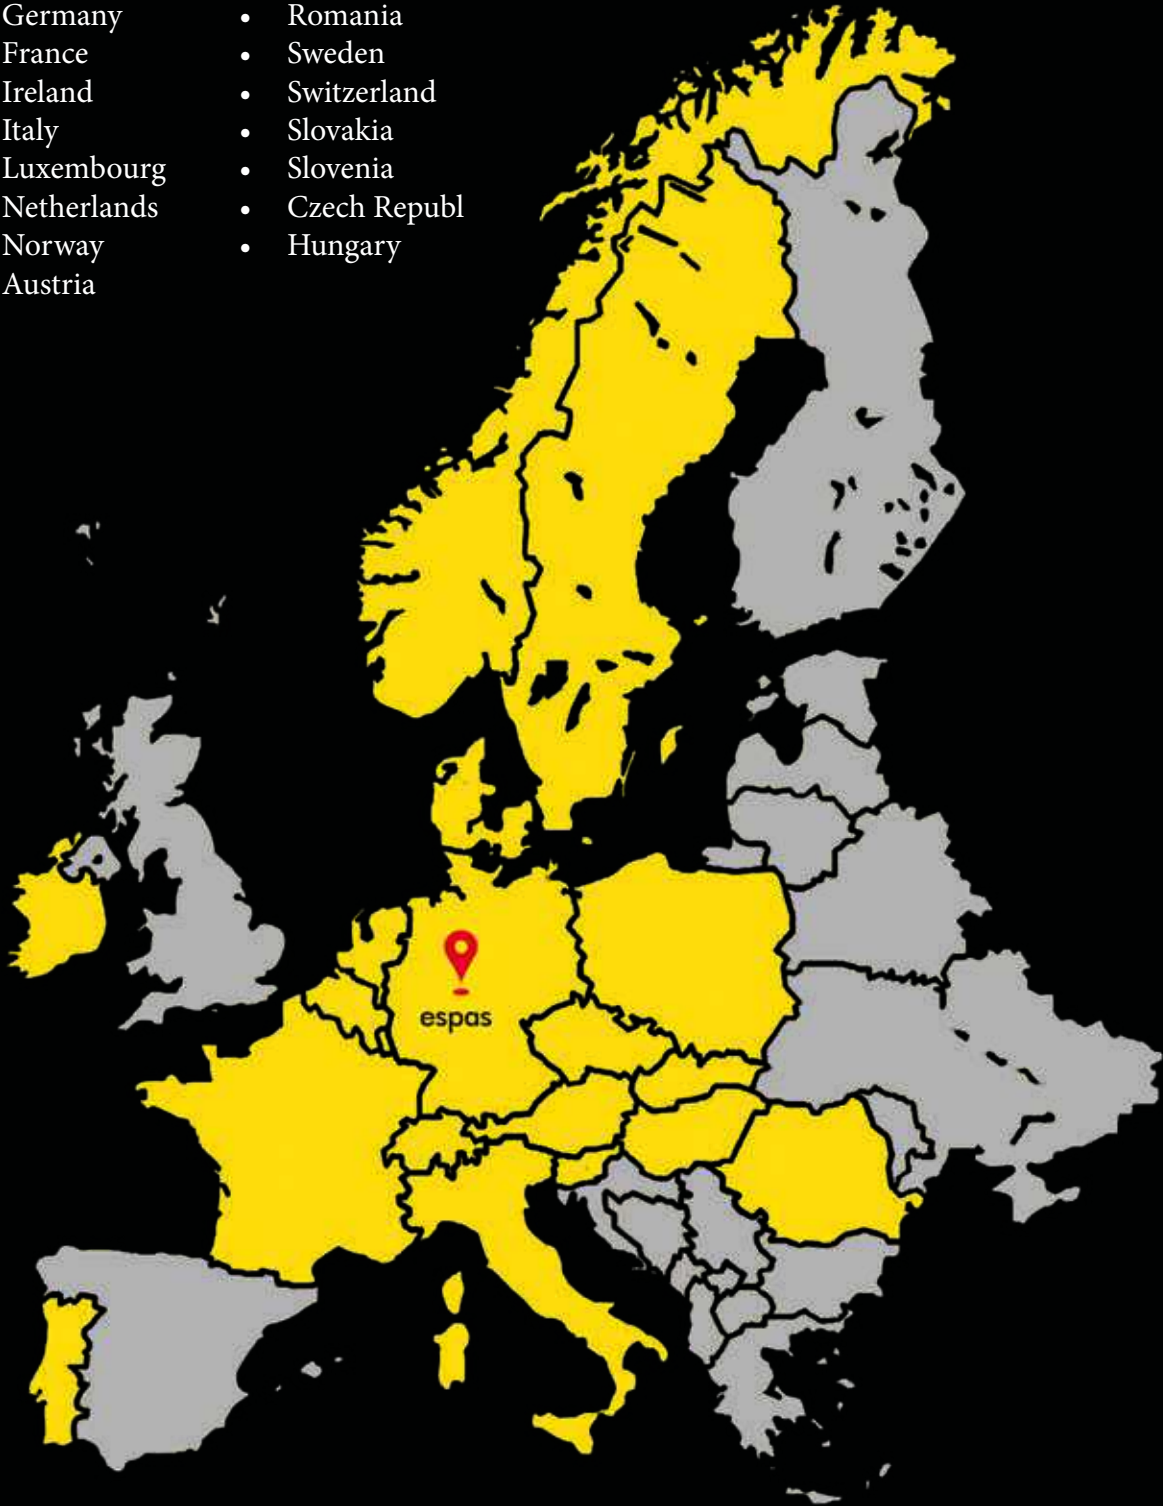 Germany
France
Ireland
Italy
Luxembourg
Netherlands
Norway
Austria
• Romania
• Sweden
• Switzerland
• Slovakia
• Slovenia
• Czech Republ
• Hungary
espas